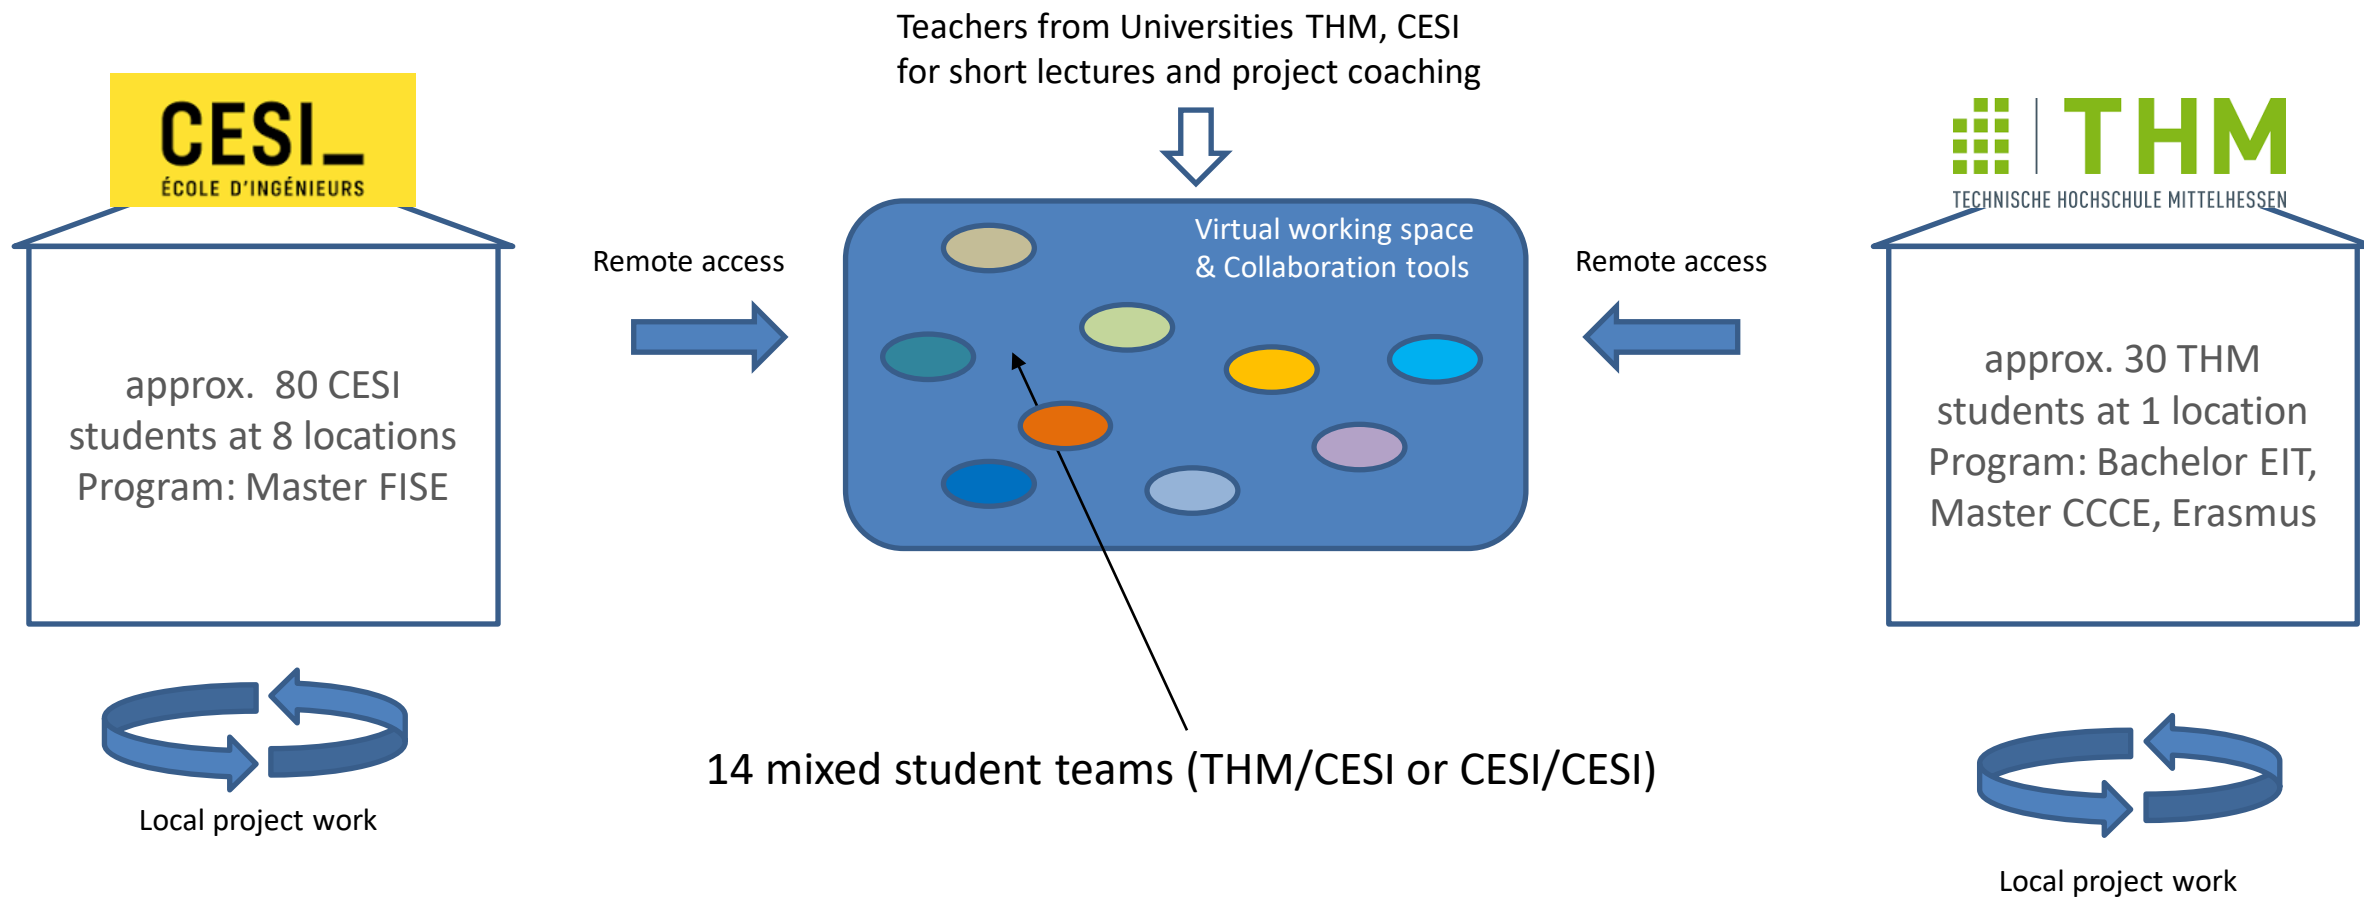 Teachers from Universities THM, CESI
for short lectures and project coaching
CESI_
ÉCOLE D'INGÉNIEURS
THM
TECHNISCHE HOCHSCHULE MITTELHESSEN
Virtual working space
& Collaboration tools
Remote access
Remote access
approx.  80 CESI
students at 8 locations
Program: Master FISE
approx. 30 THM
students at 1 location
Program: Bachelor EIT,
Master CCCE, Erasmus
14 mixed student teams (THM/CESI or CESI/CESI)
Local project work
Local project work